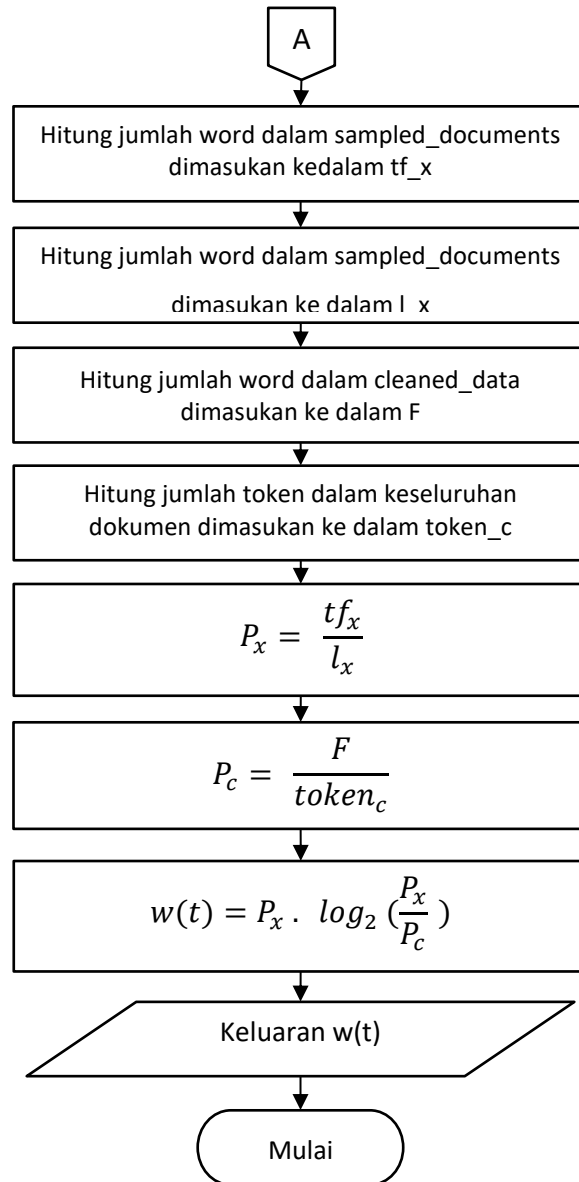 A
Hitung jumlah word dalam sampled_documents
dimasukan kedalam tf_x
Hitung jumlah word dalam sampled_documents
dimasukan ke dalam l_x
Hitung jumlah word dalam cleaned_data
dimasukan ke dalam F
Hitung jumlah token dalam keseluruhan
dokumen dimasukan ke dalam token_c
P_x = tf_x / l_x
P_c = F / token_c
w(t) = P_x . log_2 (P_x / P_c)
Keluaran w(t)
Mulai